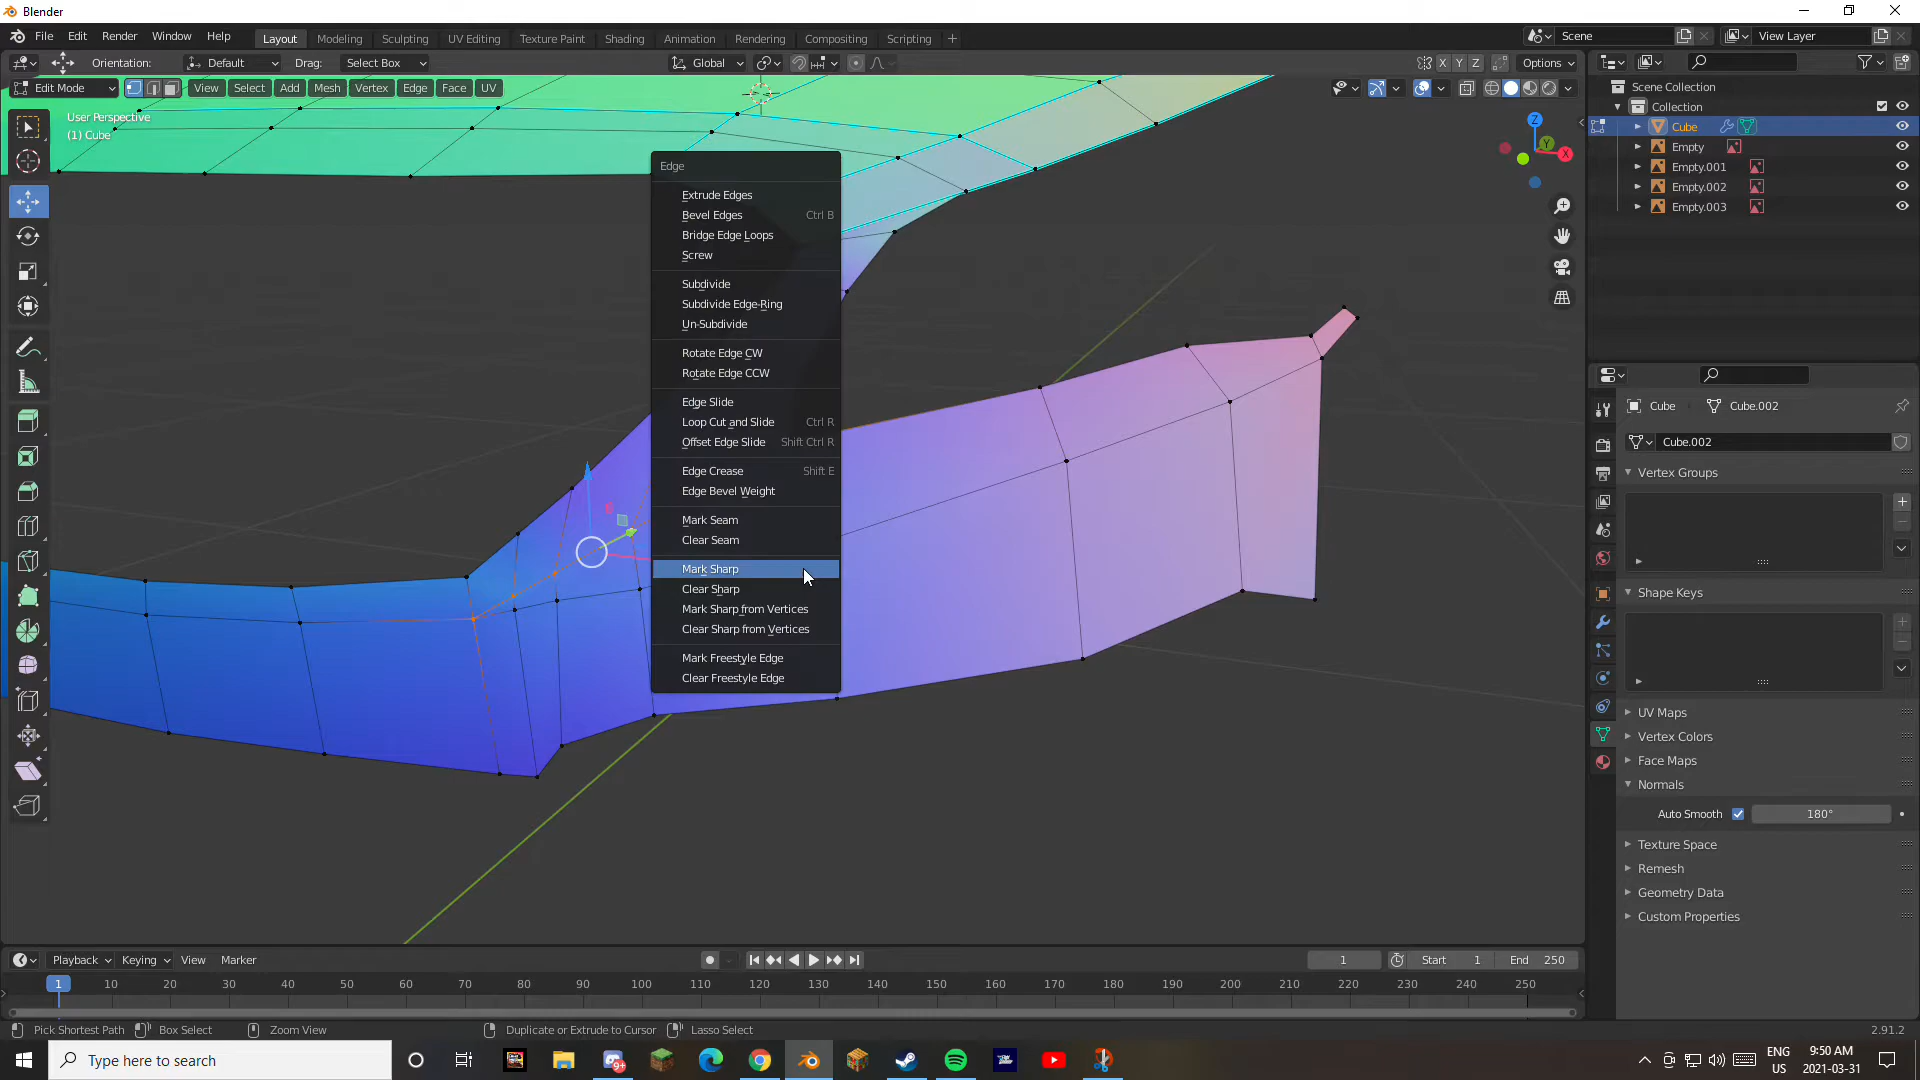 Blender
File Edit Render Window Help Layout Modeling Sculpting UV Editing Texture Paint Shading Animation Rendering Compositing Scripting + Scene View Layer
Orientation: Default Drag: Select Box Global X Y Z Options
Edit Mode View Select Add Mesh Vertex Edge Face UV
User Perspective
(1) Cube
Z
Y
X
Edge
Extrude Edges
Bevel Edges Ctrl B
Bridge Edge Loops
Screw
Subdivide
Subdivide Edge-Ring
Un-Subdivide
Rotate Edge CW
Rotate Edge CCW
Edge Slide
Loop Cut and Slide Ctrl R
Offset Edge Slide Shift Ctrl R
Edge Crease Shift E
Edge Bevel Weight
Mark Seam
Clear Seam
Mark Sharp
Clear Sharp
Mark Sharp from Vertices
Clear Sharp from Vertices
Mark Freestyle Edge
Clear Freestyle Edge
Scene Collection
Collection
Cube
Empty
Empty.001
Empty.002
Empty.003
Cube Cube.002
Cube.002
Vertex Groups
Shape Keys
UV Maps
Vertex Colors
Face Maps
Normals
Auto Smooth 180°
Texture Space
Remesh
Geometry Data
Custom Properties
Playback Keying View Marker 1 Start 1 End 250
1 10 20 30 40 50 60 70 80 90 100 110 120 130 140 150 160 170 180 190 200 210 220 230 240 250
Pick Shortest Path Box Select Zoom View Duplicate or Extrude to Cursor Lasso Select 2.91.2
Type here to search
ENG
US
9:50 AM
2021-03-31